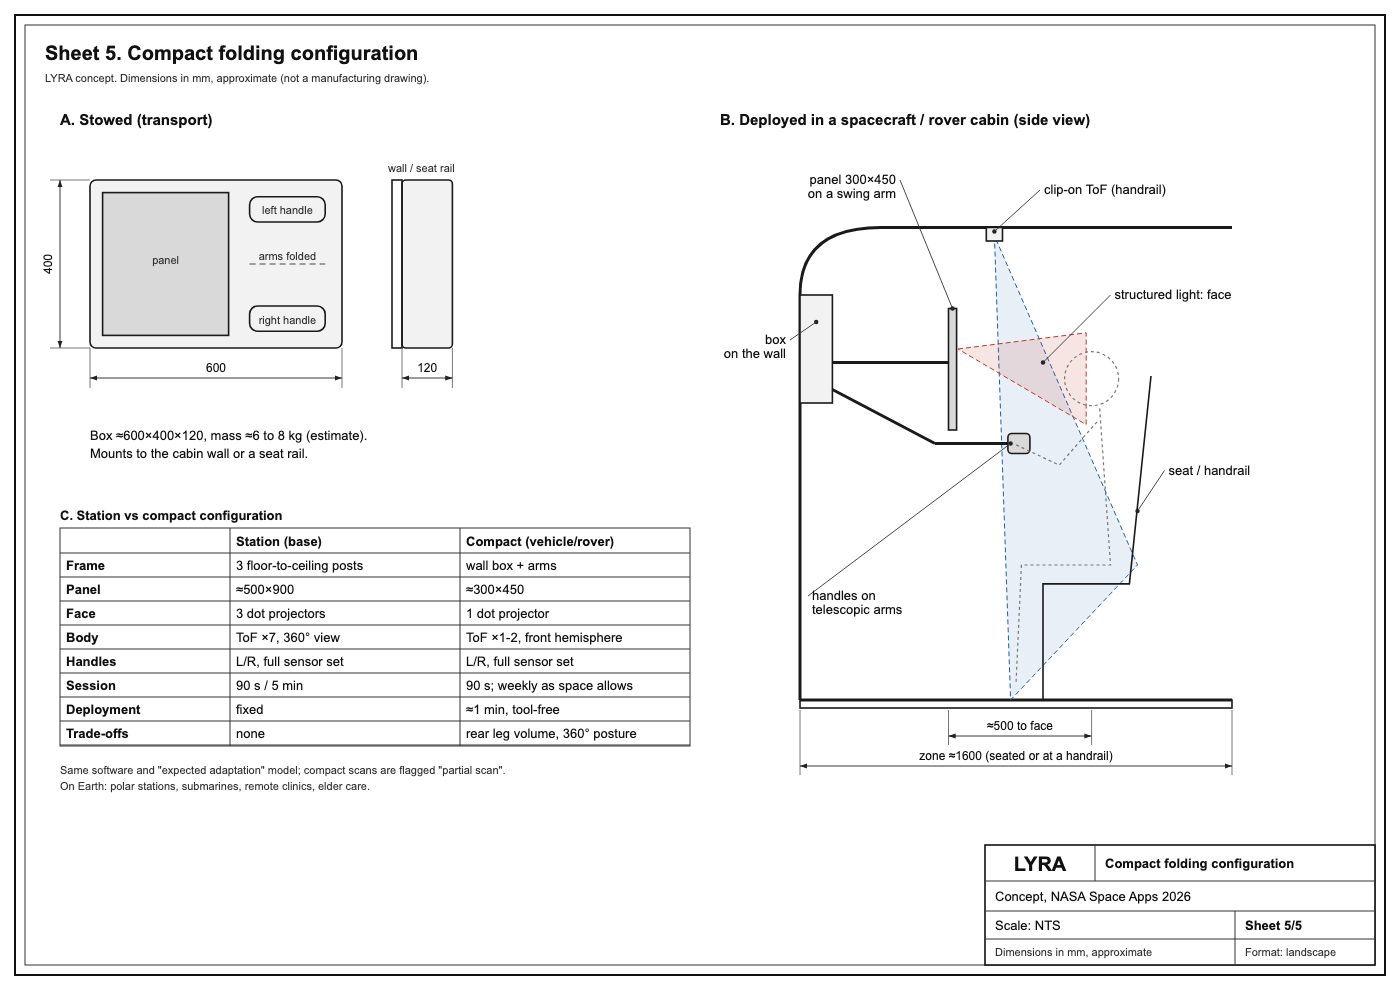 Sheet 5. Compact folding configuration
LYRA concept. Dimensions in mm, approximate (not a manufacturing drawing).
A. Stowed (transport)
wall / seat rail
panel
left handle
arms folded
right handle
400
600
120
Box ≈600×400×120, mass ≈6 to 8 kg (estimate).
Mounts to the cabin wall or a seat rail.
C. Station vs compact configuration
Station (base) Compact (vehicle/rover)
Frame 3 floor-to-ceiling posts wall box + arms
Panel ≈500×900 ≈300×450
Face 3 dot projectors 1 dot projector
Body ToF ×7, 360° view ToF ×1-2, front hemisphere
Handles L/R, full sensor set L/R, full sensor set
Session 90 s / 5 min 90 s; weekly as space allows
Deployment fixed ≈1 min, tool-free
Trade-offs none rear leg volume, 360° posture
Same software and "expected adaptation" model; compact scans are flagged "partial scan".
On Earth: polar stations, submarines, remote clinics, elder care.
B. Deployed in a spacecraft / rover cabin (side view)
panel 300×450
on a swing arm
clip-on ToF (handrail)
structured light: face
box
on the wall
seat / handrail
handles on
telescopic arms
≈500 to face
zone ≈1600 (seated or at a handrail)
LYRA Compact folding configuration
Concept, NASA Space Apps 2026
Scale: NTS Sheet 5/5
Dimensions in mm, approximate Format: landscape